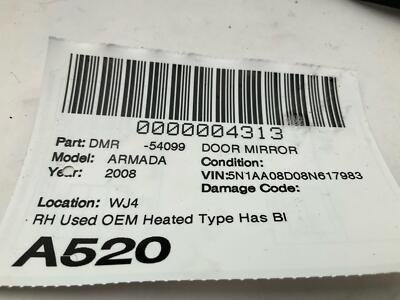 0000004313
Part: DMR -54099 DOOR MIRROR
Model: ARMADA Condition:
Year: 2008 VIN:5N1AA08D08N617983
Damage Code:
Location: WJ4
RH Used OEM Heated Type Has Bl
A520